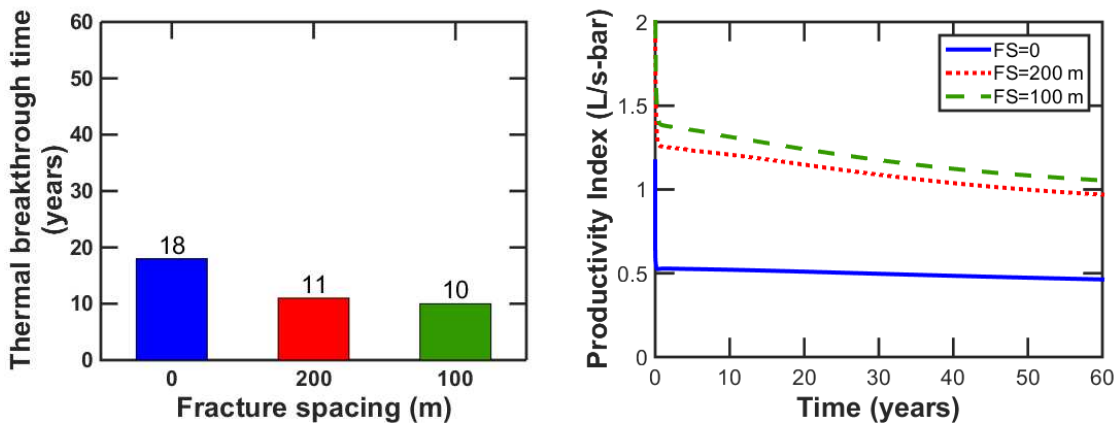 Thermal breakthrough time
(years)
60
50
40
30
20
10
0
18
11
10
0 200 100
Fracture spacing (m)
Productivity Index (L/s-bar)
2
1.5
1
0.5
0
FS=0
FS=200 m
FS=100 m
0 10 20 30 40 50 60
Time (years)